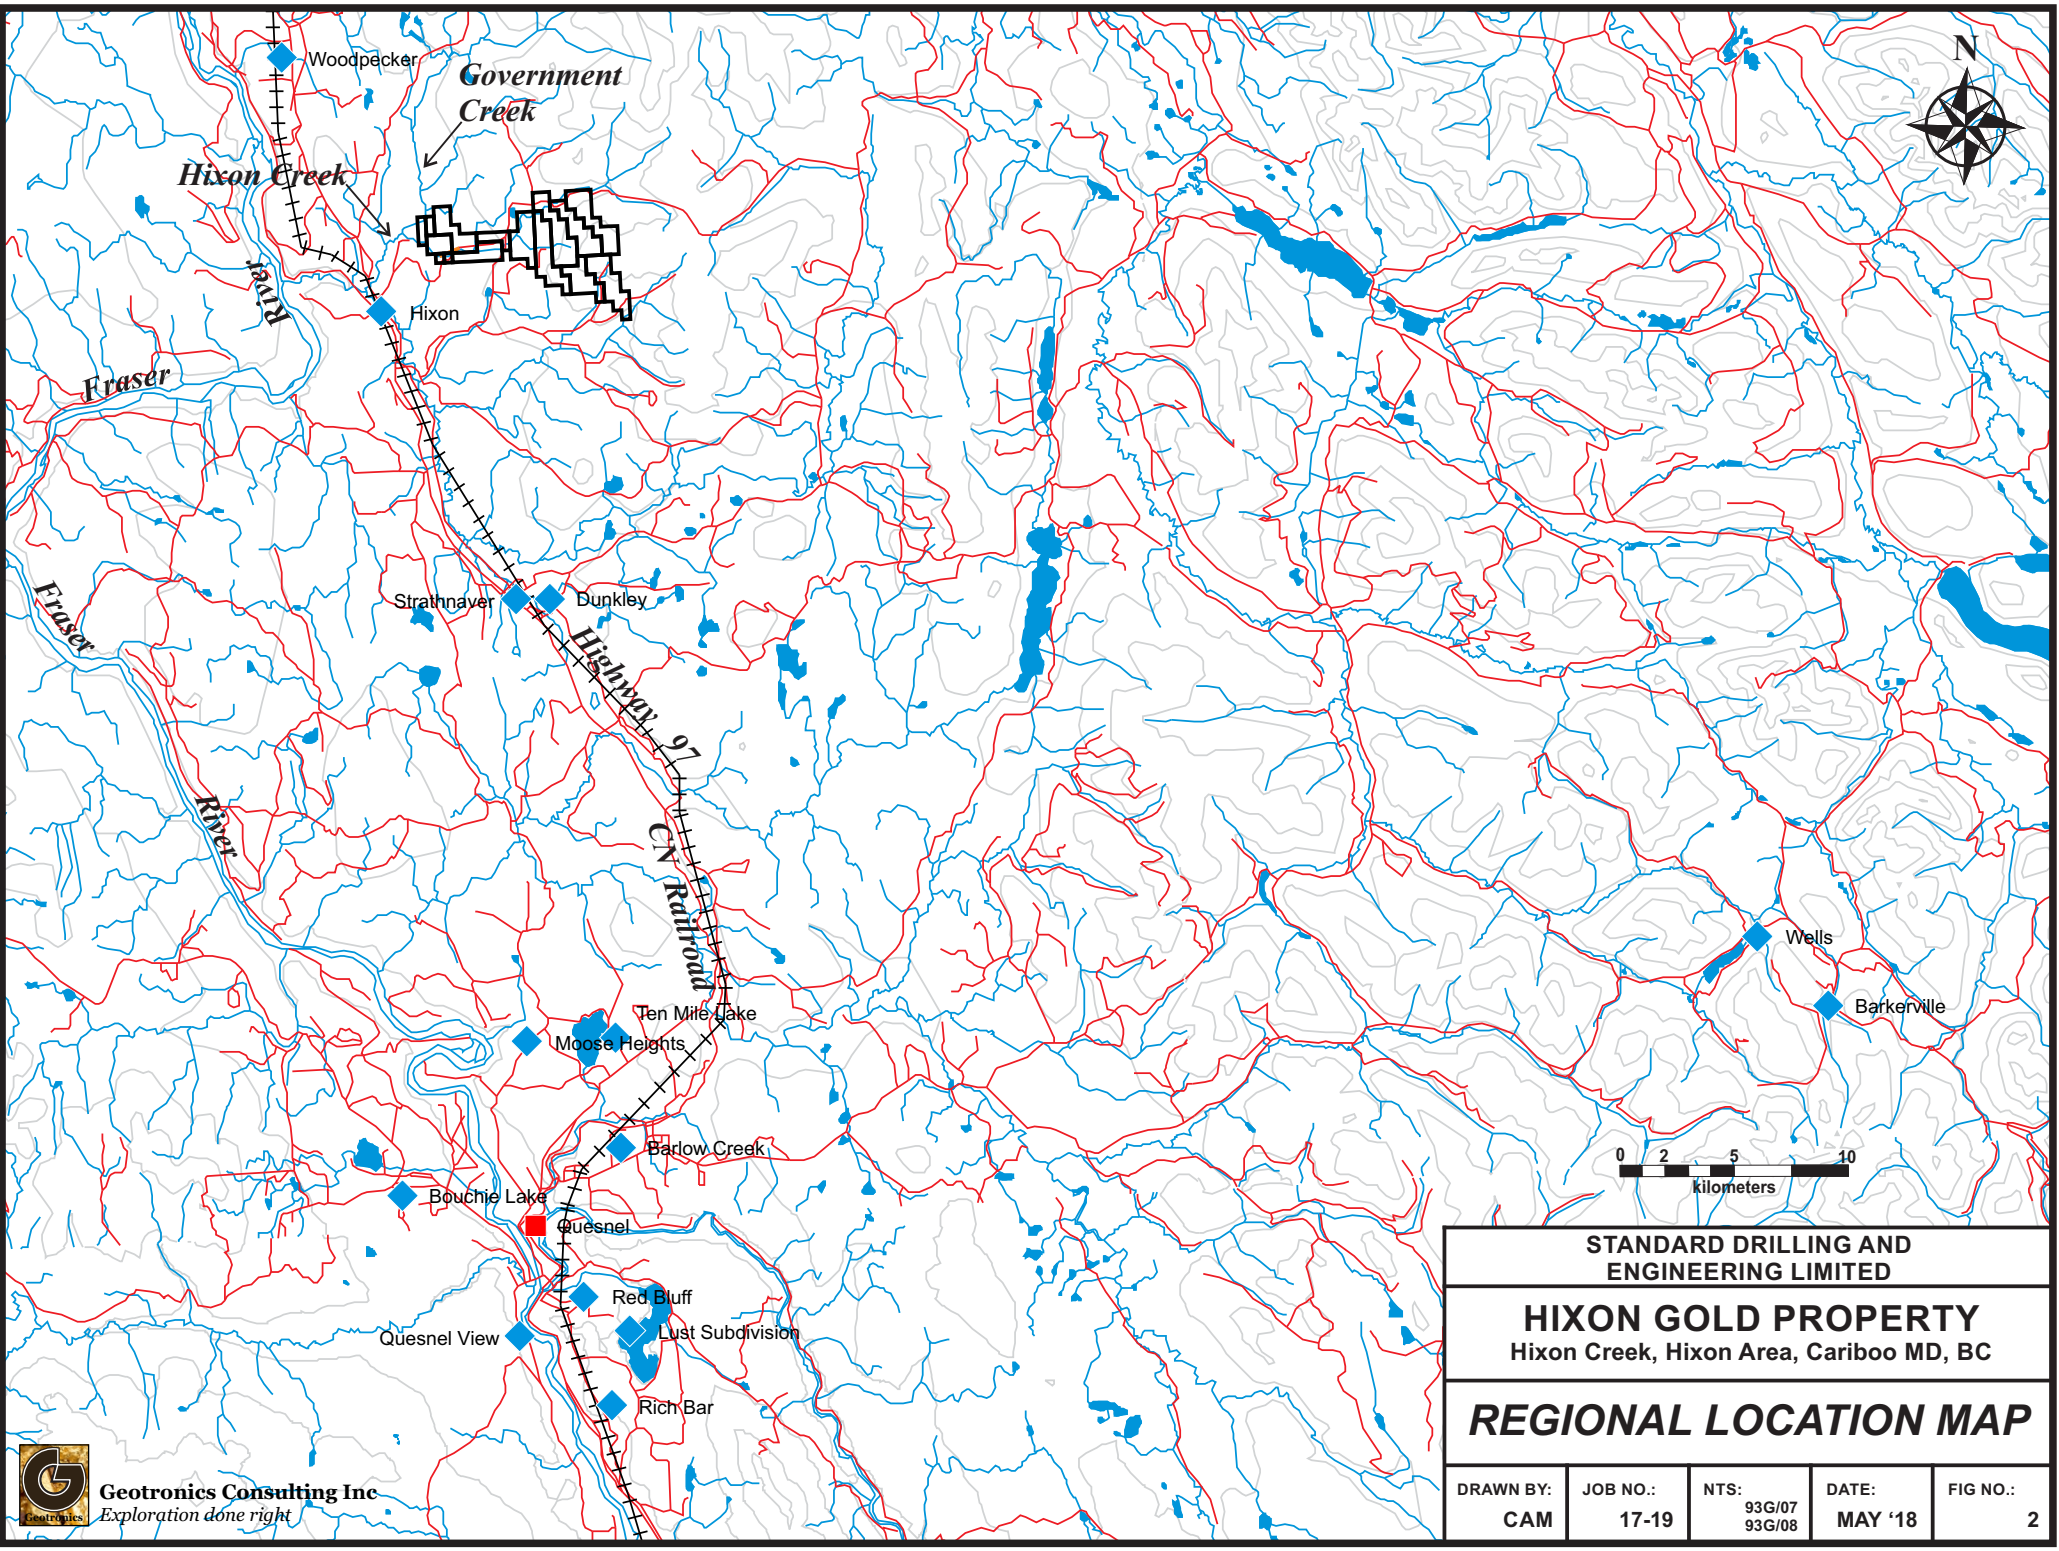 Woodpecker
Government
Creek
N
Hixon Creek
River
Hixon
Fraser
Strathnaver
Dunkley
Fraser
Highway 97
River
CN Railroad
Wells
Barkerville
Ten Mile Lake
Moose Heights
Barlow Creek
Bouchie Lake
Quesnel
Red Bluff
Lust Subdivision
Quesnel View
Rich Bar
0 2 5 10
kilometers
STANDARD DRILLING AND
ENGINEERING LIMITED
HIXON GOLD PROPERTY
Hixon Creek, Hixon Area, Cariboo MD, BC
REGIONAL LOCATION MAP
DRAWN BY: JOB NO.: NTS: DATE: FIG NO.:
93G/07
CAM 17-19 93G/08 MAY ‘18 2
Geotronics
Geotronics Consulting Inc
Exploration done right